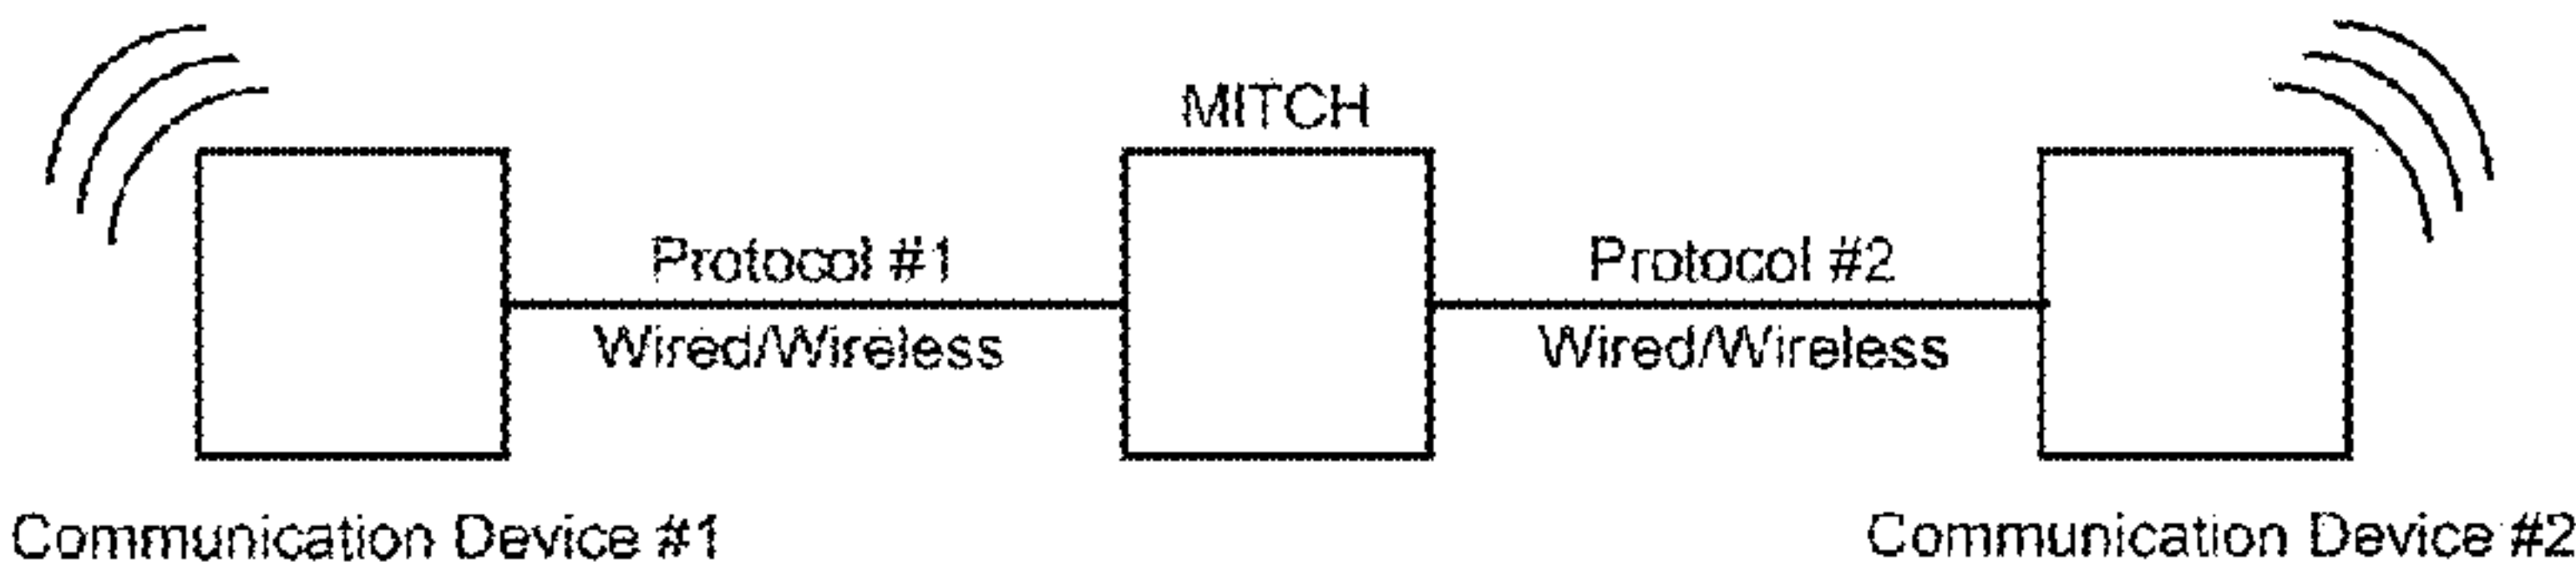 MITCH
Protocol #1
Wired/Wireless
Protocol #2
Wired/Wireless
Communication Device #1
Communication Device #2